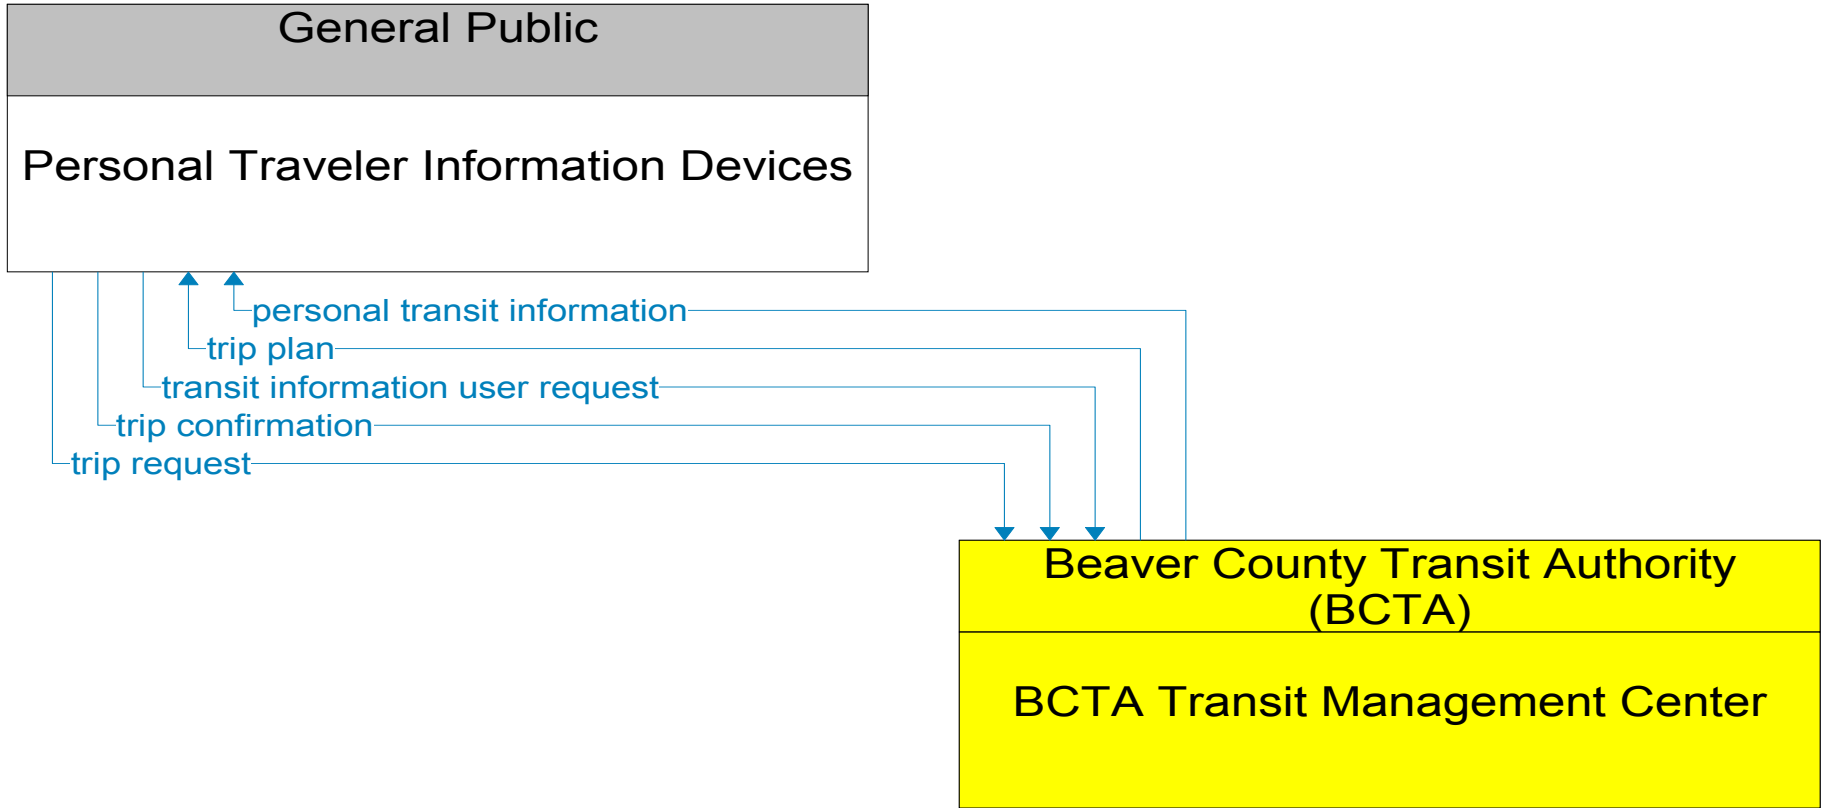 General Public
Personal Traveler Information Devices
personal transit information
trip plan
transit information user request
trip confirmation
trip request
Beaver County Transit Authority
(BCTA)
BCTA Transit Management Center